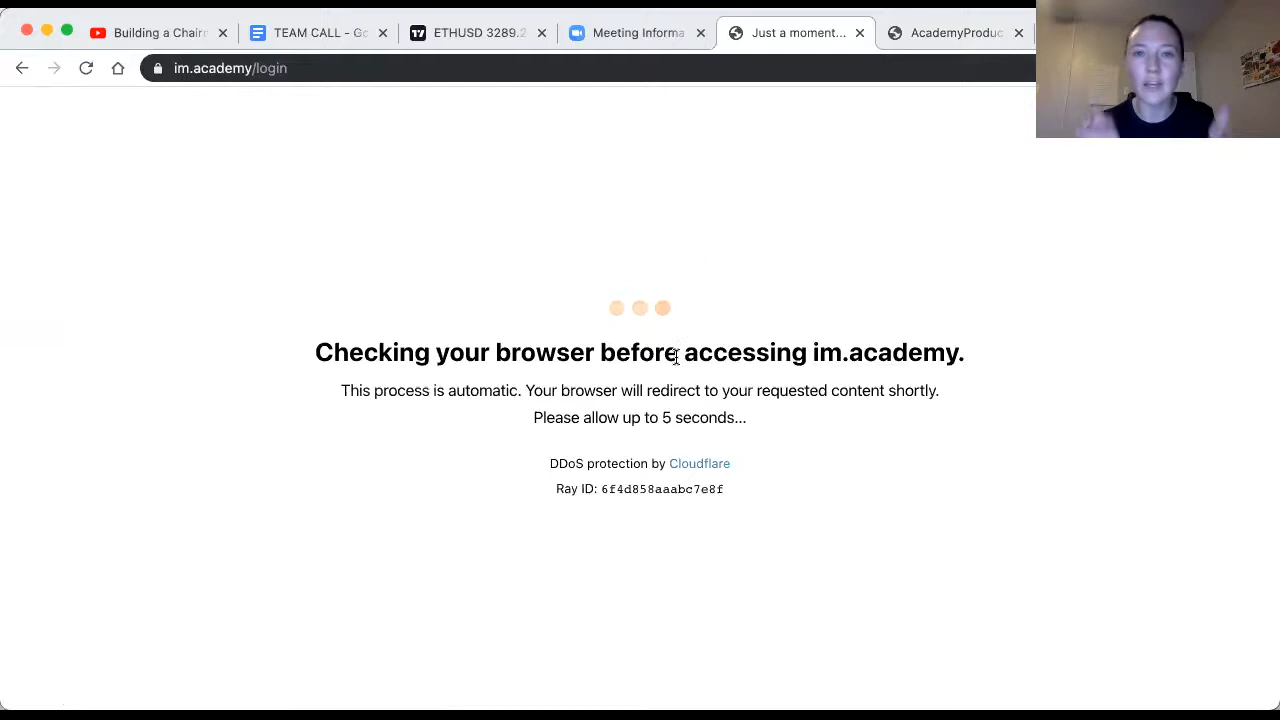 Building a Chair
TEAM CALL - Go
ETHUSD 3289.2
Meeting Informa
Just a moment...
AcademyProduc
im.academy/login
Checking your browser before accessing im.academy.
This process is automatic. Your browser will redirect to your requested content shortly.
Please allow up to 5 seconds...
DDoS protection by Cloudflare
Ray ID: 6f4d858aaabc7e8f